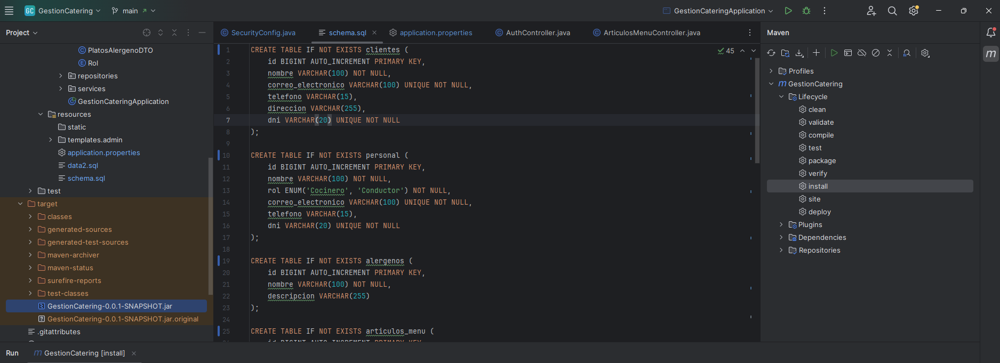 GC GestionCatering main GestionCateringApplication
Project
PlatosAlergenoDTO
Rol
repositories
services
GestionCateringApplication
resources
static
templates.admin
application.properties
data2.sql
schema.sql
test
target
classes
generated-sources
generated-test-sources
maven-archiver
maven-status
surefire-reports
test-classes
GestionCatering-0.0.1-SNAPSHOT.jar
GestionCatering-0.0.1-SNAPSHOT.jar.original
.gitattributes
SecurityConfig.java schema.sql application.properties AuthController.java ArticulosMenuController.java
45
1 CREATE TABLE IF NOT EXISTS clientes (
2 id BIGINT AUTO_INCREMENT PRIMARY KEY,
3 nombre VARCHAR(100) NOT NULL,
4 correo_electronico VARCHAR(100) UNIQUE NOT NULL,
5 telefono VARCHAR(15),
6 direccion VARCHAR(255),
7 dni VARCHAR(20) UNIQUE NOT NULL
8 );
9
10 CREATE TABLE IF NOT EXISTS personal (
11 id BIGINT AUTO_INCREMENT PRIMARY KEY,
12 nombre VARCHAR(100) NOT NULL,
13 rol ENUM('Cocinero', 'Conductor') NOT NULL,
14 correo_electronico VARCHAR(100) UNIQUE NOT NULL,
15 telefono VARCHAR(15),
16 dni VARCHAR(20) UNIQUE NOT NULL
17 );
18
19 CREATE TABLE IF NOT EXISTS alergenos (
20 id BIGINT AUTO_INCREMENT PRIMARY KEY,
21 nombre VARCHAR(100) NOT NULL,
22 descripcion VARCHAR(255)
23 );
24
25 CREATE TABLE IF NOT EXISTS articulos_menu (
id BIGINT AUTO_INCREMENT PRIMARY KEY
Maven
Profiles
m GestionCatering
Lifecycle
clean
validate
compile
test
package
verify
install
site
deploy
Plugins
Dependencies
Repositories
m
Run m GestionCatering [install]